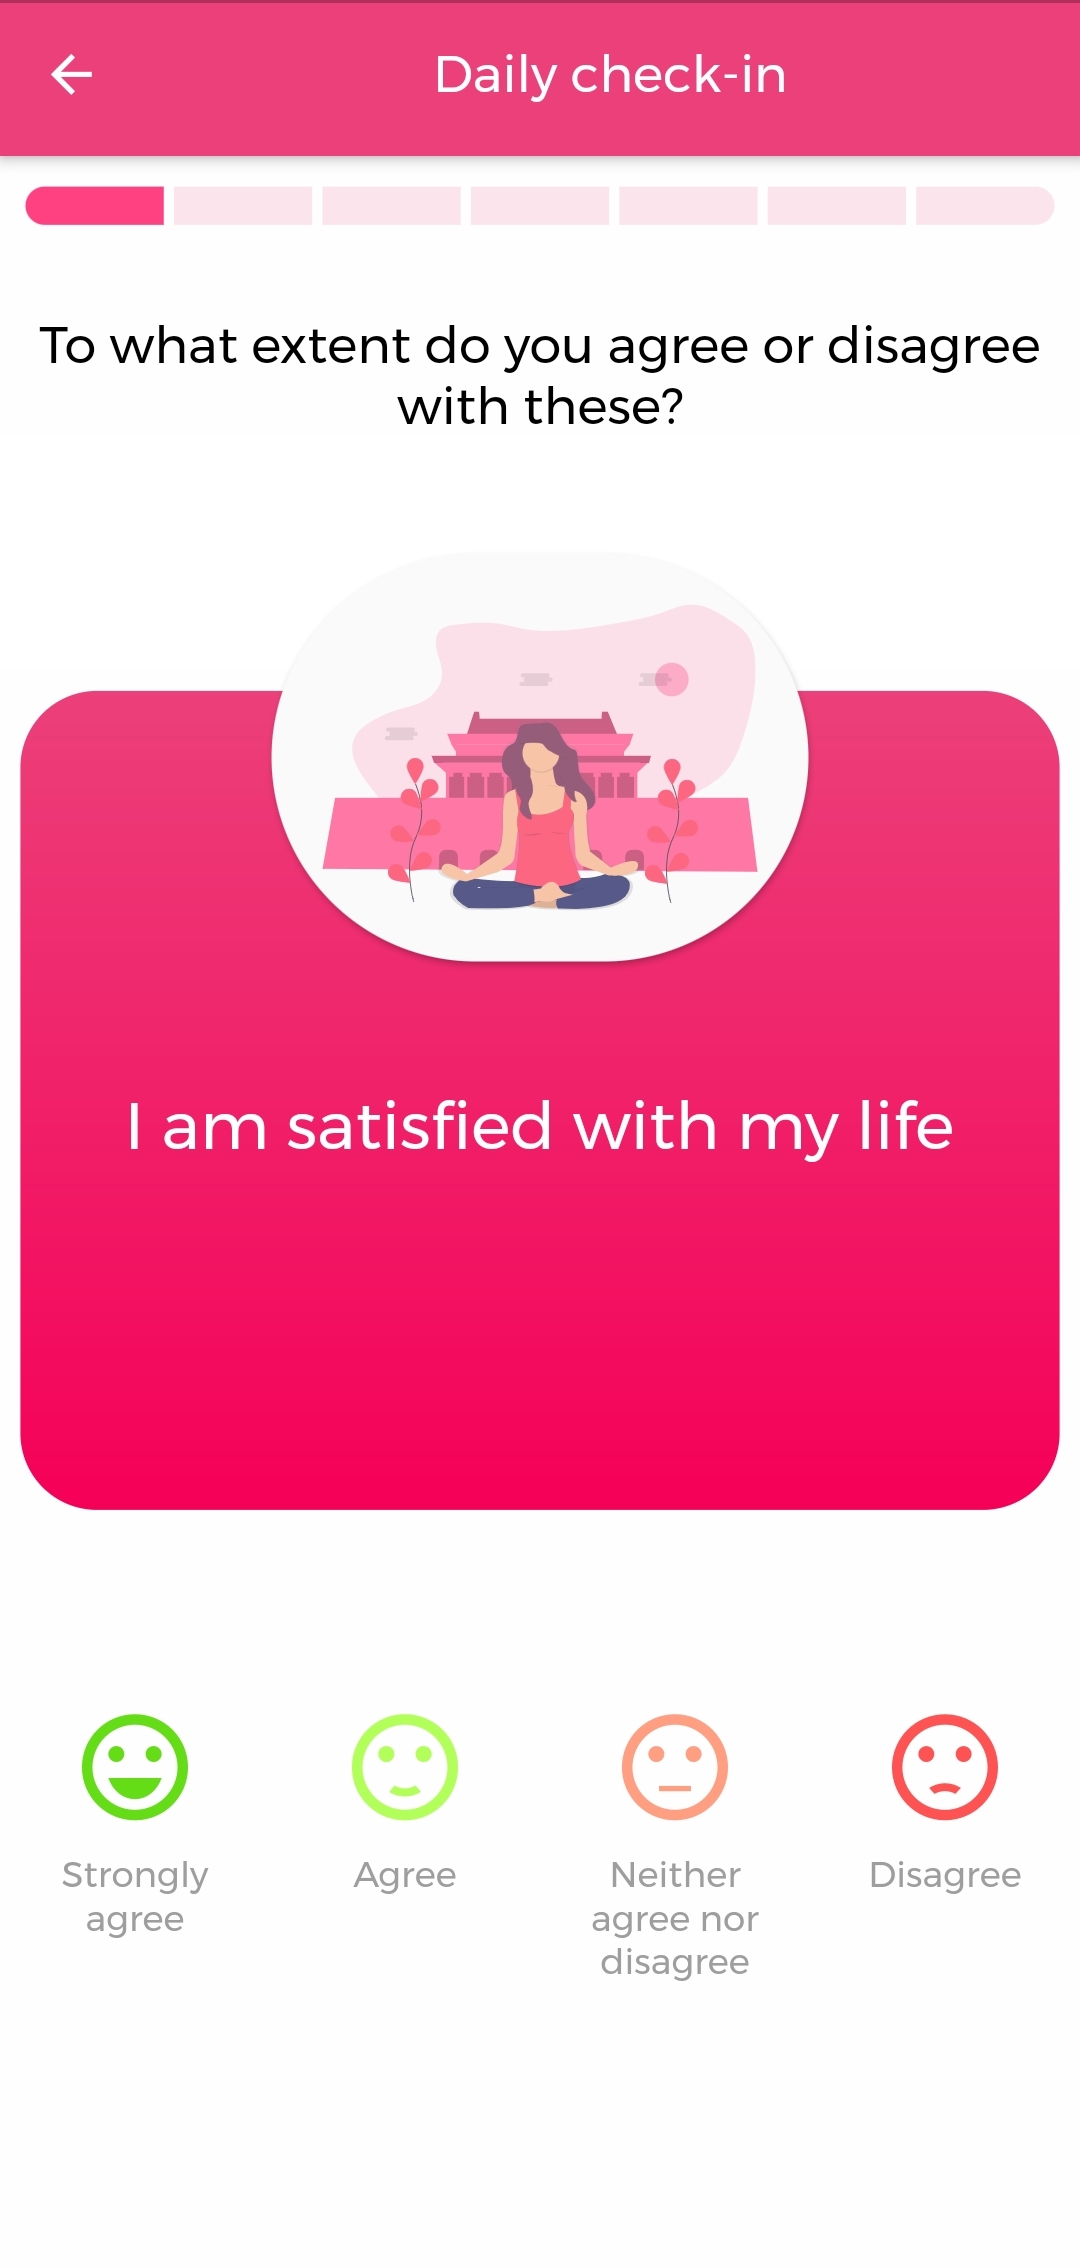 Daily check-in
To what extent do you agree or disagree
with these?
I am satisfied with my life
Strongly
agree
Agree
Neither
agree nor
disagree
Disagree